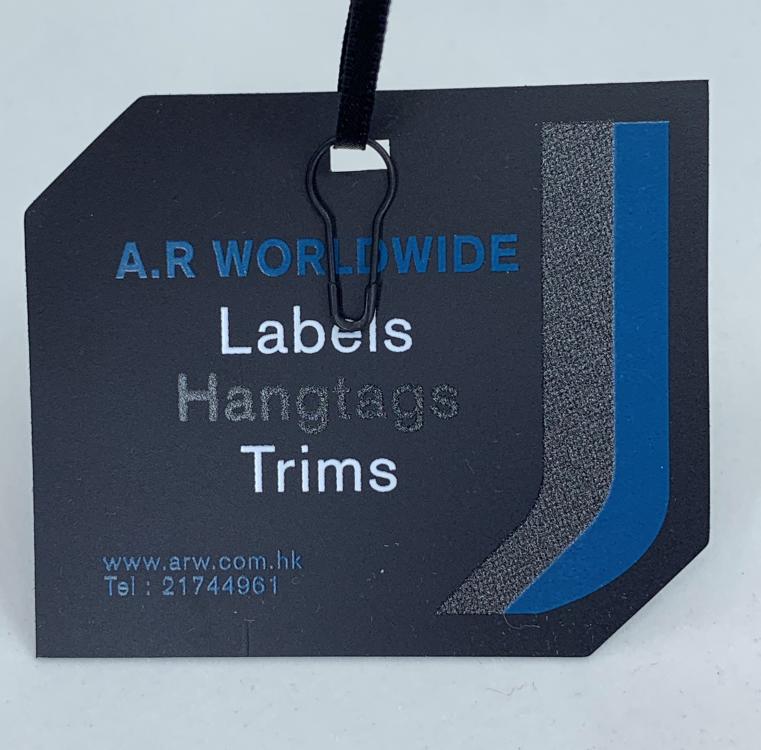 A.R WORLDWIDE
Labels
Hangtags
Trims
www.arw.com.hk
Tel : 21744961